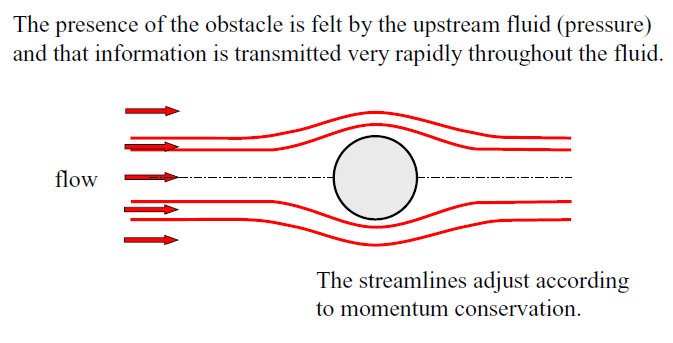 The presence of the obstacle is felt by the upstream fluid (pressure)
and that information is transmitted very rapidly throughout the fluid.
flow
The streamlines adjust according
to momentum conservation.